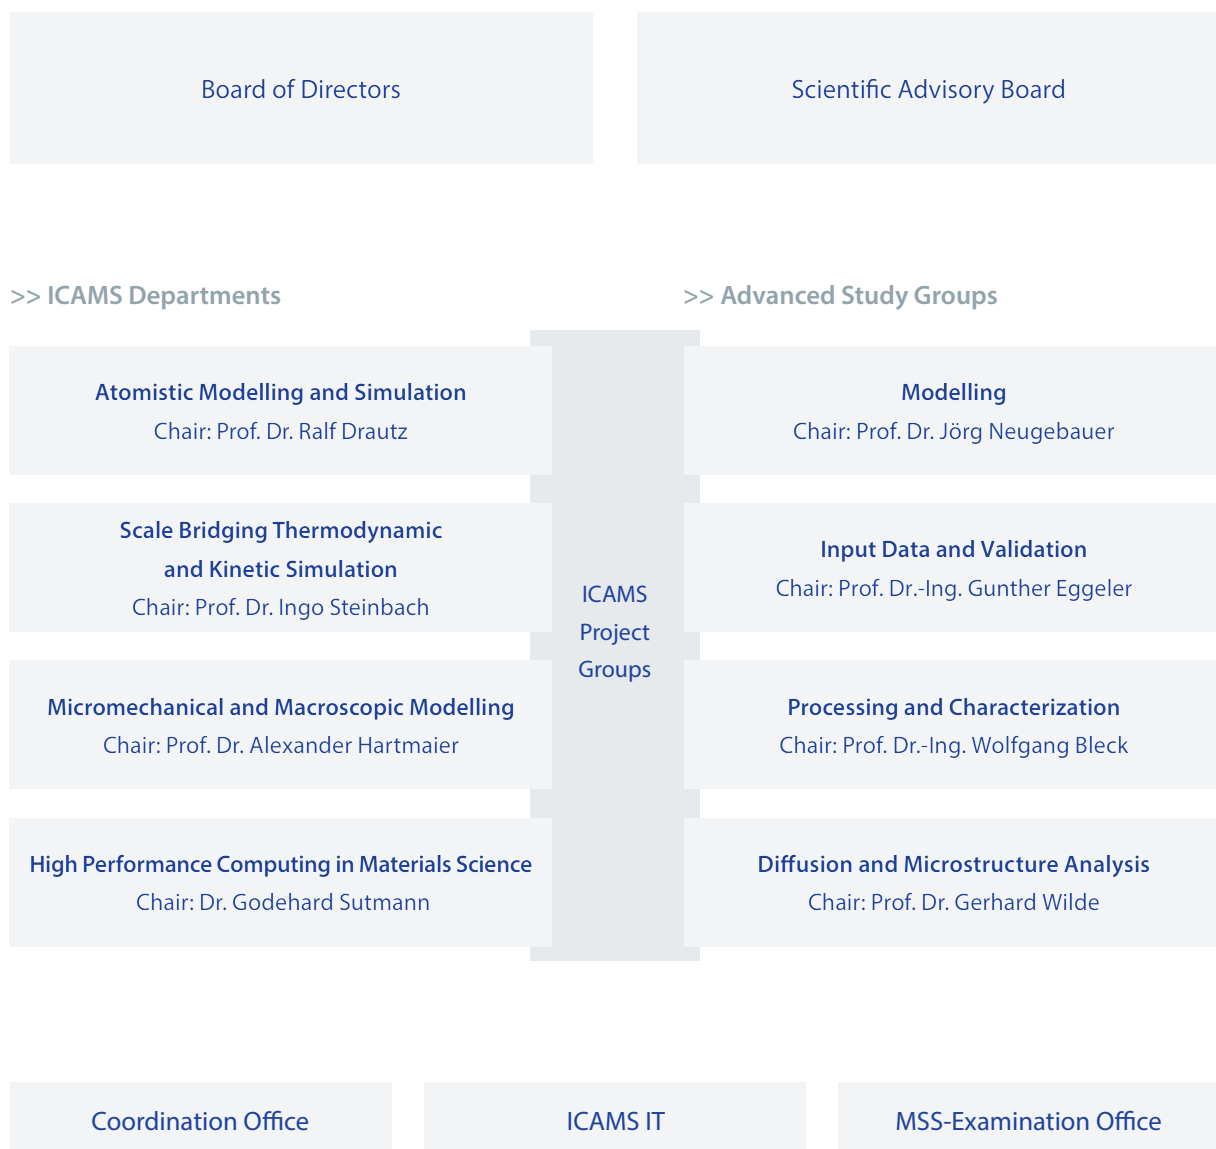 Board of Directors
Scientific Advisory Board
>> ICAMS Departments
Atomistic Modelling and Simulation
Chair: Prof. Dr. Ralf Drautz
Scale Bridging Thermodynamic
and Kinetic Simulation
Chair: Prof. Dr. Ingo Steinbach
Micromechanical and Macroscopic Modelling
Chair: Prof. Dr. Alexander Hartmaier
High Performance Computing in Materials Science
Chair: Dr. Godehard Sutmann
ICAMS
Project
Groups
>> Advanced Study Groups
Modelling
Chair: Prof. Dr. Jörg Neugebauer
Input Data and Validation
Chair: Prof. Dr.-Ing. Gunther Eggeler
Processing and Characterization
Chair: Prof. Dr.-Ing. Wolfgang Bleck
Diffusion and Microstructure Analysis
Chair: Prof. Dr. Gerhard Wilde
Coordination Office
ICAMS IT
MSS-Examination Office